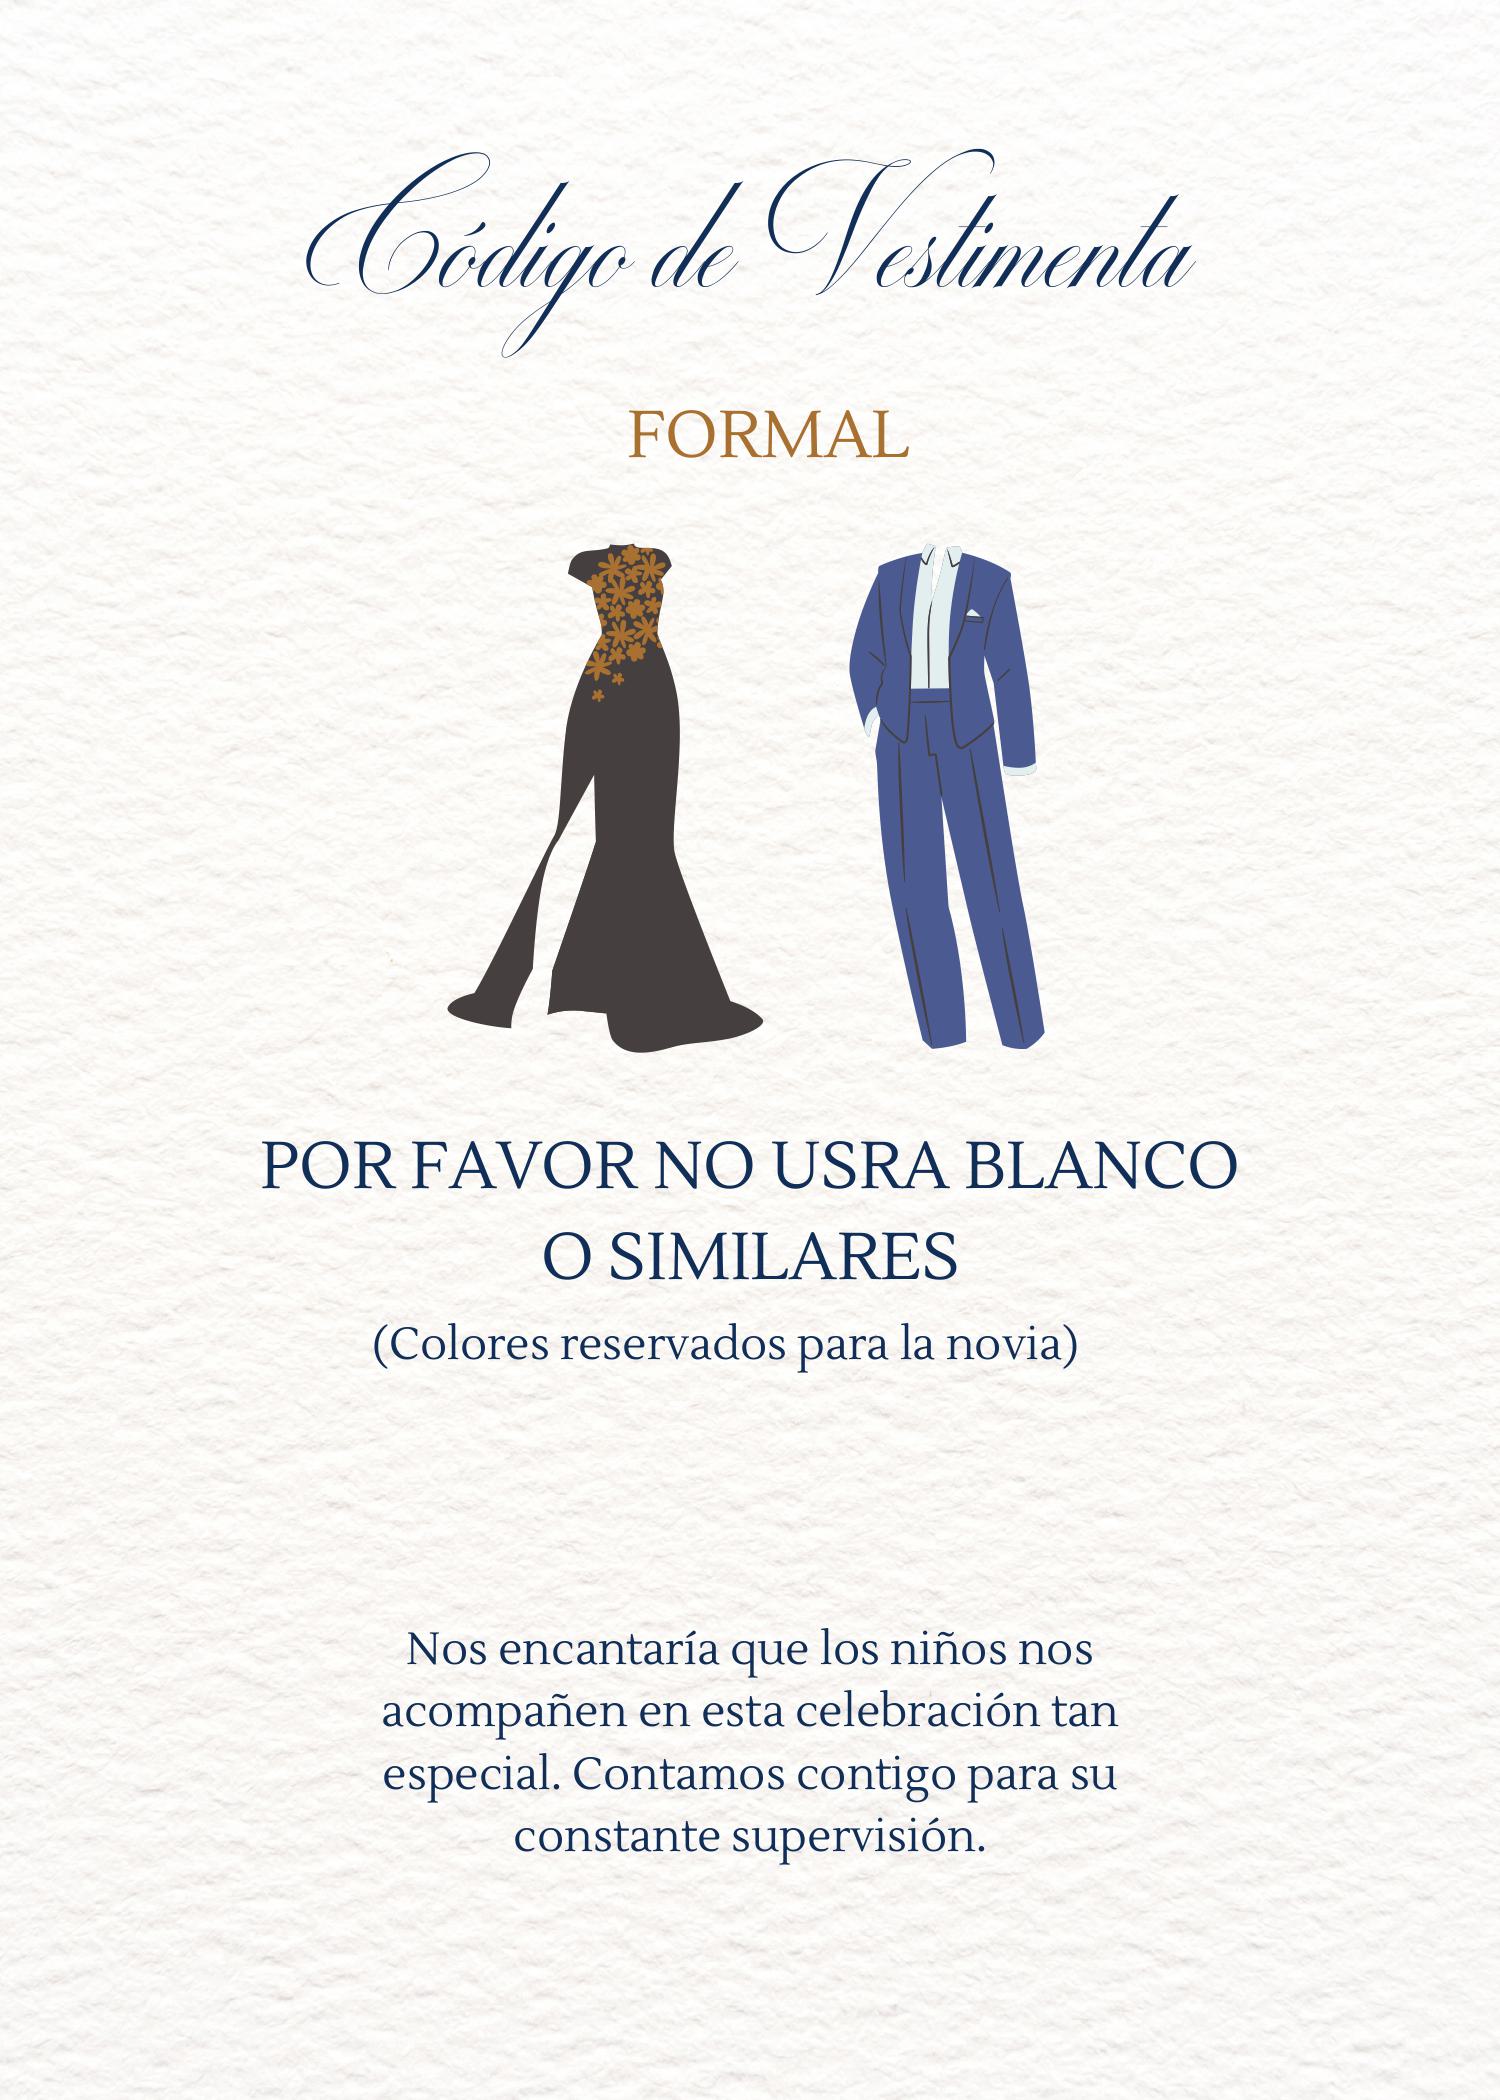 Código de Vestimenta
FORMAL
POR FAVOR NO USRA BLANCO
O SIMILARES
(Colores reservados para la novia)
Nos encantaría que los niños nos
acompañen en esta celebración tan
especial. Contamos contigo para su
constante supervisión.